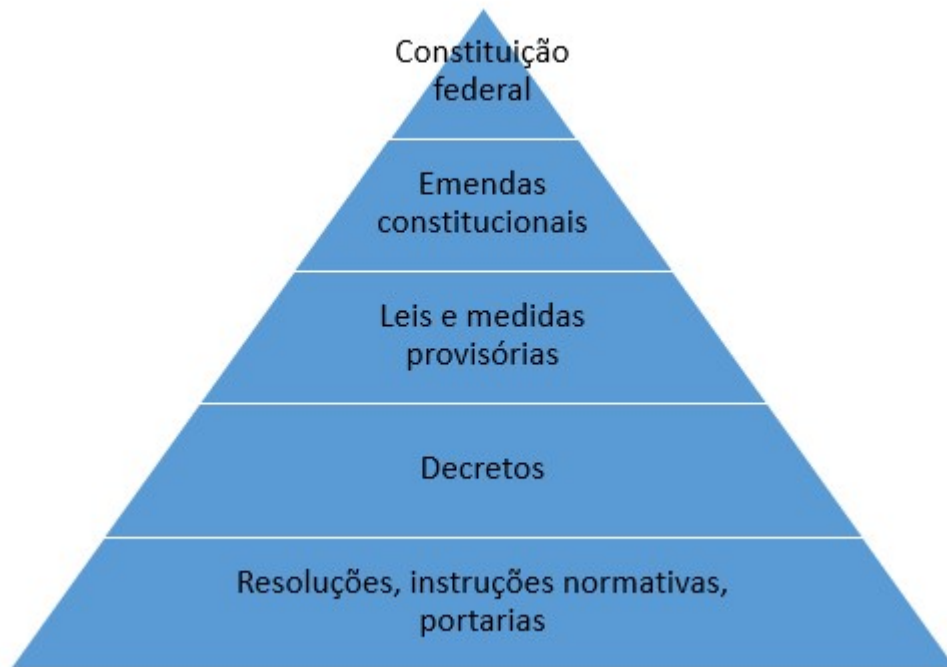 Constituição
federal
Emendas
constitucionais
Leis e medidas
provisórias
Decretos
Resoluções, instruções normativas,
portarias